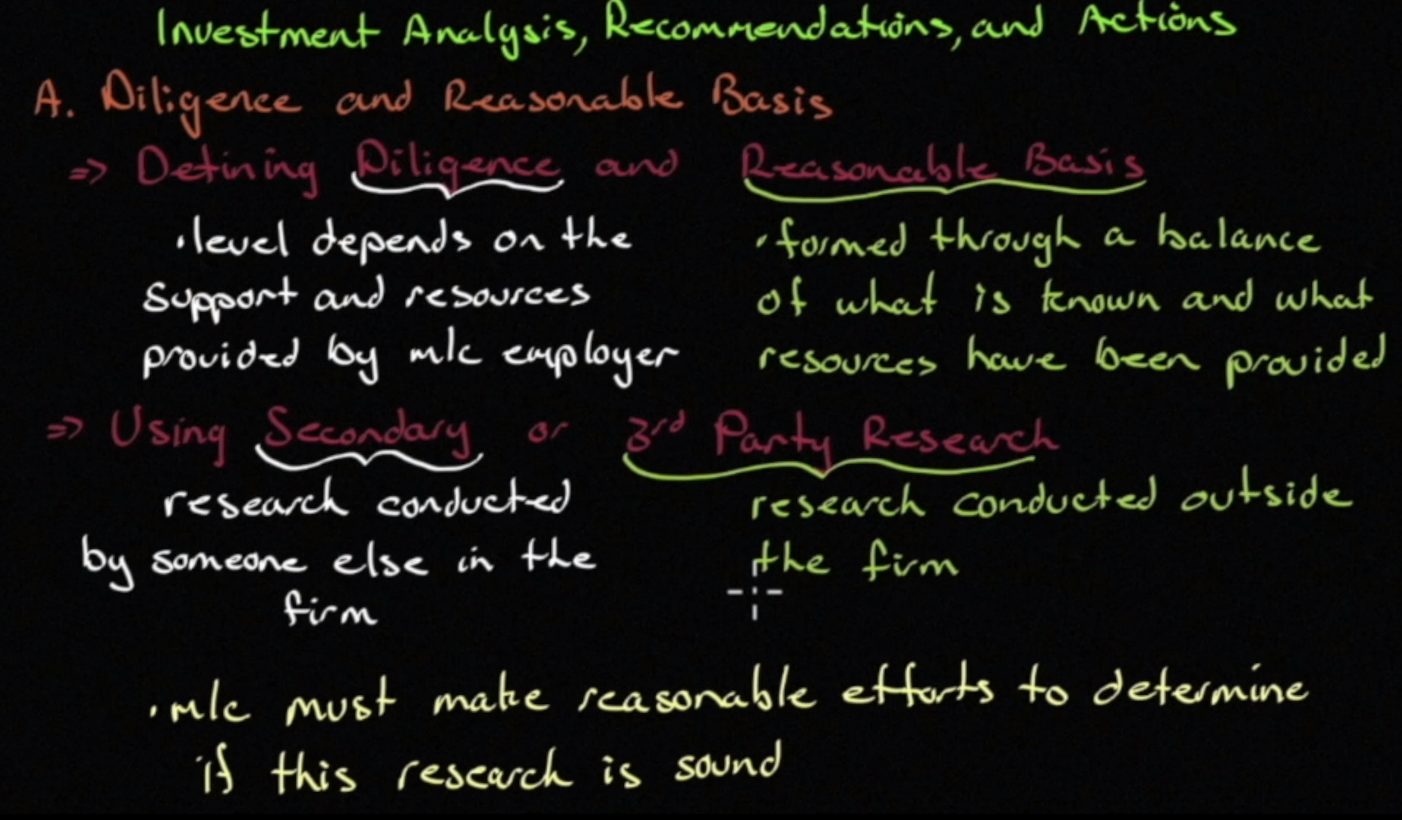 Investment Analysis, Recommendations, and Actions
A. Diligence and Reasonable Basis
⇒ Defining Diligence and Reasonable Basis
• level depends on the
support and resources
provided by m/c employer
• formed through a balance
of what is known and what
resources have been provided
⇒ Using Secondary or 3rd Party Research
research conducted
by someone else in the
firm
research conducted outside
the firm
• m/c must make reasonable efforts to determine
if this research is sound